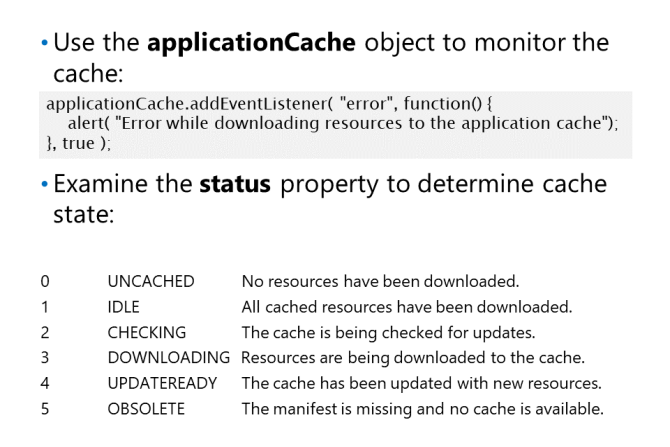 • Use the applicationCache object to monitor the
cache:
applicationCache.addEventListener( "error", function() {
alert( "Error while downloading resources to the application cache");
}, true );
• Examine the status property to determine cache
state:
0 UNCACHED No resources have been downloaded.
1 IDLE All cached resources have been downloaded.
2 CHECKING The cache is being checked for updates.
3 DOWNLOADING Resources are being downloaded to the cache.
4 UPDATEREADY The cache has been updated with new resources.
5 OBSOLETE The manifest is missing and no cache is available.